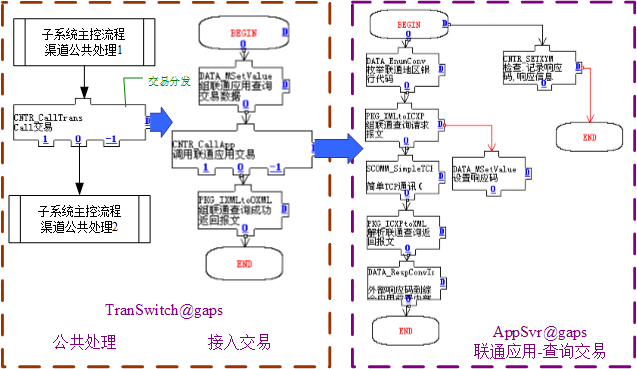 子系统主控流程
渠道公共处理1
交易分发
CNTR_CallTrans
Call交易
D
1 0 -1
子系统主控流程
渠道公共处理2
BEGIN
D
0
DATA_MSetValue
组联通应用查询
交易数据
D
0
CNTR_CallApp
调用联通应用交易
D
1 0 -1
PKG_IXMLtoOXML
组联通查询成功
返回报文
D
0
END
TranSwitch@gaps
公共处理
接入交易
BEGIN
D
0
DATA_EnumConv
枚举联通地区银
行代码
D
0
PKG_XMLtoICXP
组联通查询请求
报文
D
0
SCOMM_SimpleTCP
简单TCP通讯(
D
0
PKG_ICXPtoXML
解析联通查询返
回报文
D
0
DATA_RespConvI
外部响应码到综
D
0
END
CNTR_SETXYM
检查_记录响应
码,响应信息
D
0
END
DATA_MSetValue
设置响应码
D
0
AppSvr@gaps
联通应用-查询交易